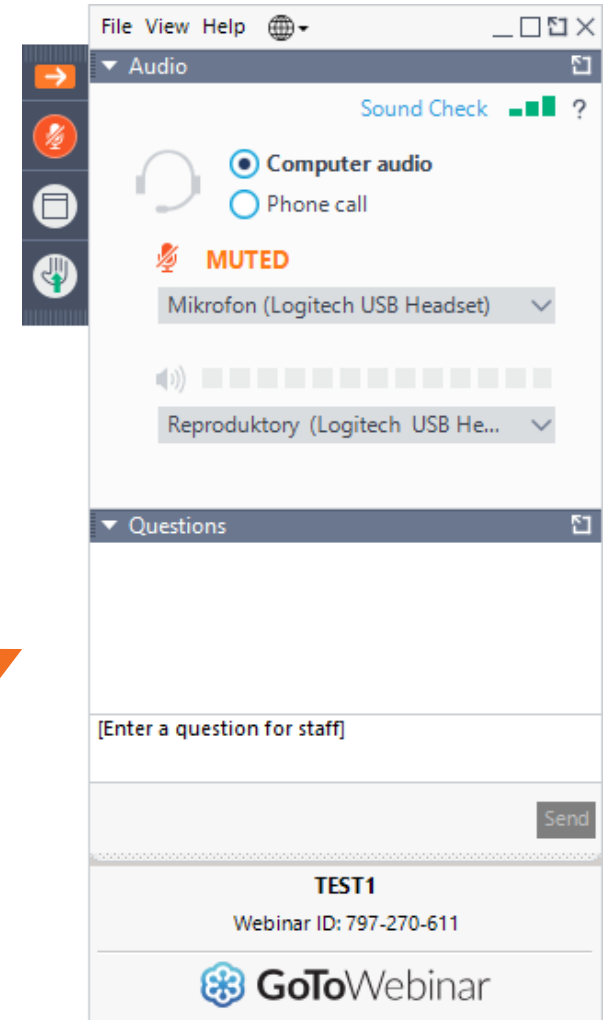 File View Help
Audio
Sound Check ?
Computer audio
Phone call
MUTED
Mikrofon (Logitech USB Headset)
Reproduktory (Logitech USB He...
Questions
[Enter a question for staff]
Send
TEST1
Webinar ID: 797-270-611
GoToWebinar